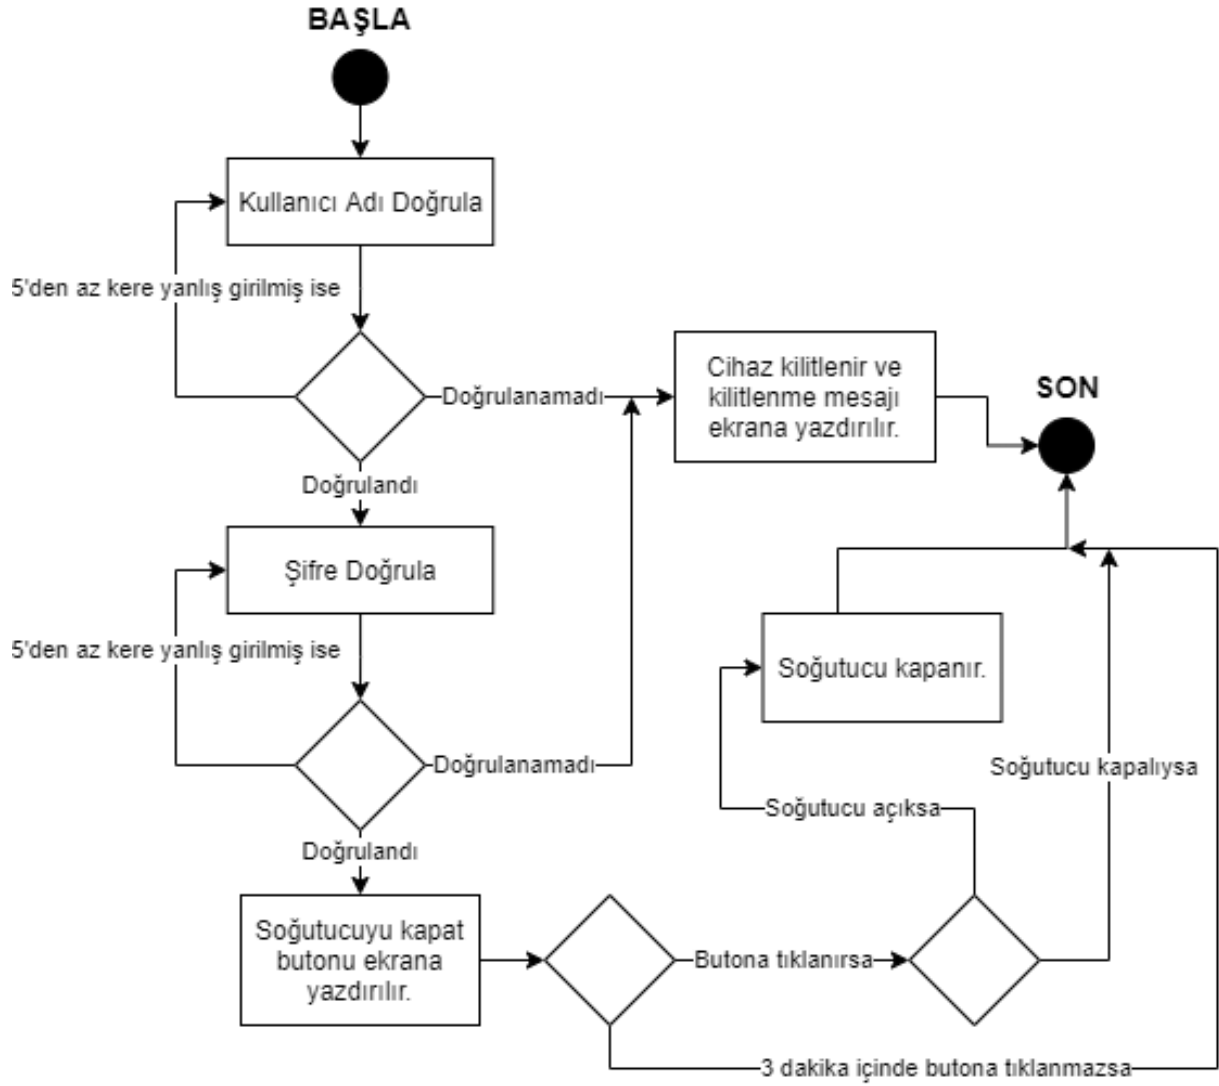 BAŞLA
Kullanıcı Adı Doğrula
5'den az kere yanlış girilmiş ise
Doğrulanamadı
Cihaz kilitlenir ve
kilitlenme mesajı
ekrana yazdırılır.
SON
Doğrulandı
Şifre Doğrula
5'den az kere yanlış girilmiş ise
Doğrulanamadı
Doğrulandı
Soğutucuyu kapat
butonu ekrana
yazdırılır.
Butona tıklanırsa
Soğutucu açıksa
Soğutucu kapanır.
Soğutucu kapalıysa
3 dakika içinde butona tıklanmazsa